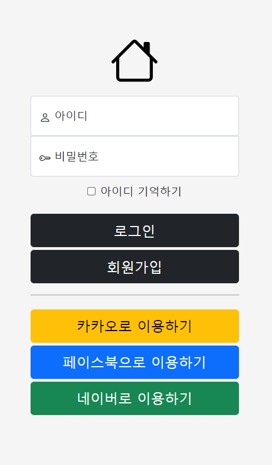 아이디
비밀번호
아이디 기억하기
로그인
회원가입
카카오로 이용하기
페이스북으로 이용하기
네이버로 이용하기